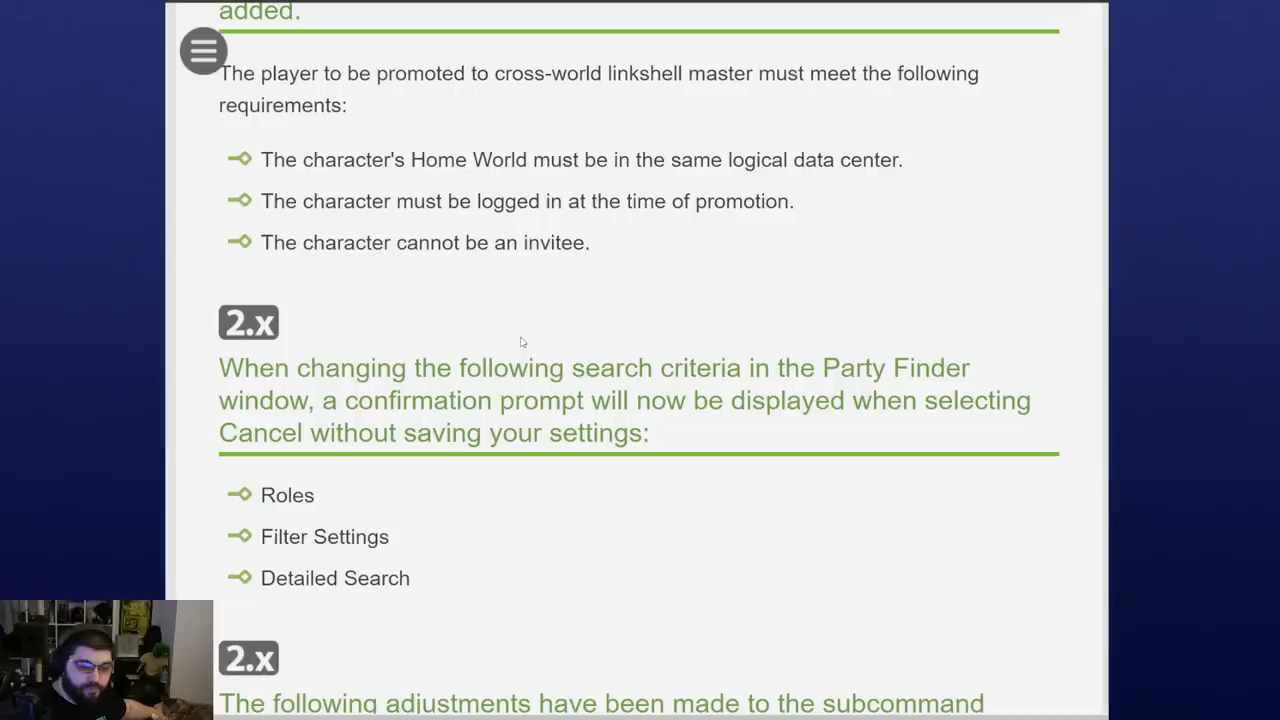 added.
The player to be promoted to cross-world linkshell master must meet the following
requirements:
The character's Home World must be in the same logical data center.
The character must be logged in at the time of promotion.
The character cannot be an invitee.
2.x
When changing the following search criteria in the Party Finder
window, a confirmation prompt will now be displayed when selecting
Cancel without saving your settings:
Roles
Filter Settings
Detailed Search
2.x
The following adjustments have been made to the subcommand